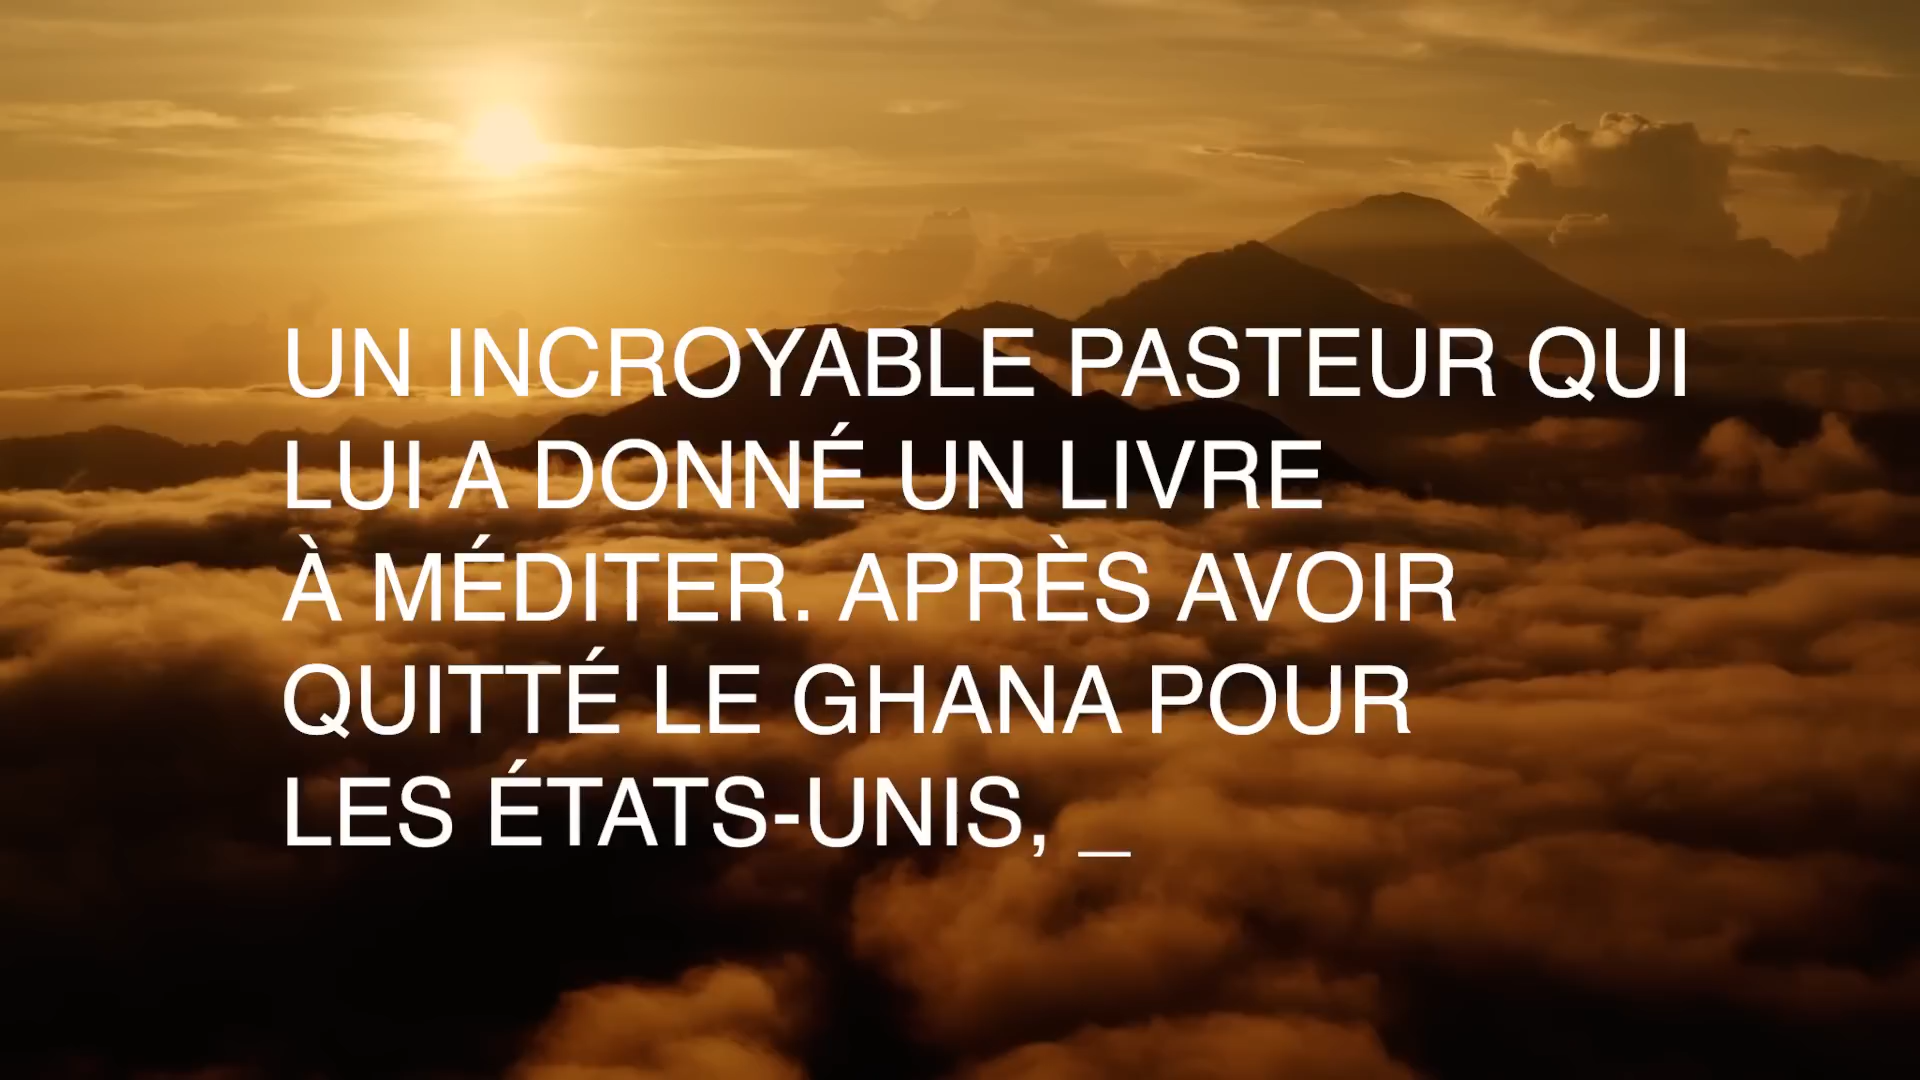 UN INCROYABLE PASTEUR QUI
LUI A DONNÉ UN LIVRE
À MÉDITER. APRÈS AVOIR
QUITTÉ LE GHANA POUR
LES ÉTATS-UNIS, _